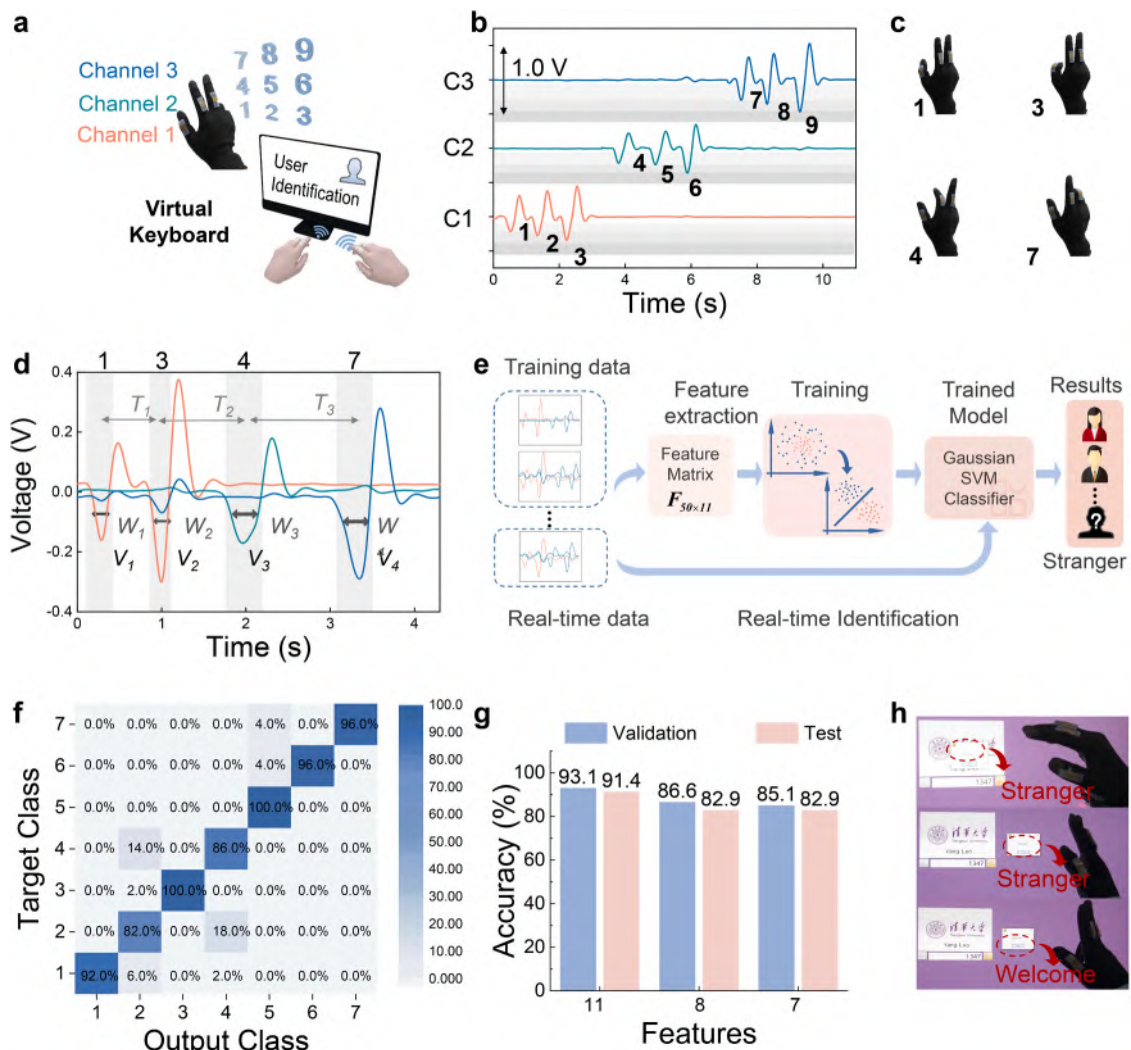 a
Channel 3
Channel 2
Channel 1
7 8 9
4 5 6
1 2 3
User
Identification
Virtual
Keyboard
b
C3
C2
C1
1.0 V
7
8
9
4
5
6
1
2
3
0 2 4 6 8 10
Time (s)
c
1
3
4
7
d
1 3 4 7
0.4
0.2
0.0
-0.2
-0.4
Voltage (V)
T1 T2 T3
W1 W2 W3 W
V1 V2 V3 V4
0 1 2 3 4
Time (s)
e
Training data
Feature
extraction
Training
Trained
Model
Results
Feature
Matrix
F50×11
Gaussian
SVM
Classifier
?
Stranger
Real-time data
Real-time Identification
f
Target Class
7 0.0% 0.0% 0.0% 0.0% 4.0% 0.0% 96.0%
6 0.0% 0.0% 0.0% 0.0% 4.0% 96.0% 0.0%
5 0.0% 0.0% 0.0% 0.0% 100.0% 0.0% 0.0%
4 0.0% 14.0% 0.0% 86.0% 0.0% 0.0% 0.0%
3 0.0% 2.0% 100.0% 0.0% 0.0% 0.0% 0.0%
2 0.0% 82.0% 0.0% 18.0% 0.0% 0.0% 0.0%
1 92.0% 6.0% 0.0% 2.0% 0.0% 0.0% 0.0%
1 2 3 4 5 6 7
Output Class
100.0
90.00
80.00
70.00
60.00
50.00
40.00
30.00
20.00
10.00
0.000
g
Validation
Test
Accuracy (%)
100
80
60
40
20
0
93.1 91.4 86.6 82.9 85.1 82.9
11 8 7
Features
h
1347
Stranger
清华大学
1347
Stranger
清华大学
1347
Welcome